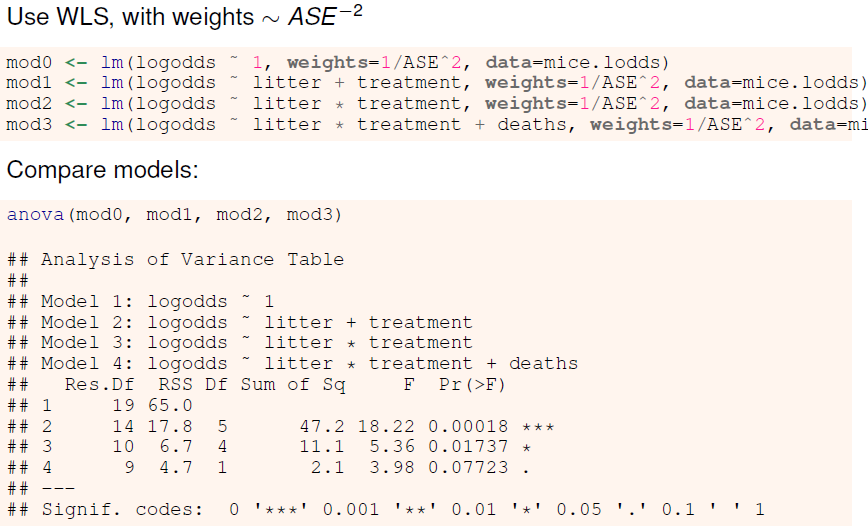 Use WLS, with weights ∼ ASE⁻²
mod0 <- lm(logodds ~ 1, weights=1/ASE^2, data=mice.lodds)
mod1 <- lm(logodds ~ litter + treatment, weights=1/ASE^2, data=mice.lodds)
mod2 <- lm(logodds ~ litter * treatment, weights=1/ASE^2, data=mice.lodds)
mod3 <- lm(logodds ~ litter * treatment + deaths, weights=1/ASE^2, data=mi
Compare models:
anova(mod0, mod1, mod2, mod3)
## Analysis of Variance Table
##
## Model 1: logodds ~ 1
## Model 2: logodds ~ litter + treatment
## Model 3: logodds ~ litter * treatment
## Model 4: logodds ~ litter * treatment + deaths
##   Res.Df  RSS Df Sum of Sq     F  Pr(>F)
## 1     19 65.0
## 2     14 17.8  5      47.2 18.22 0.00018 ***
## 3     10  6.7  4      11.1  5.36 0.01737 *
## 4      9  4.7  1       2.1  3.98 0.07723 .
## ---
## Signif. codes:  0 '***' 0.001 '**' 0.01 '*' 0.05 '.' 0.1 ' ' 1